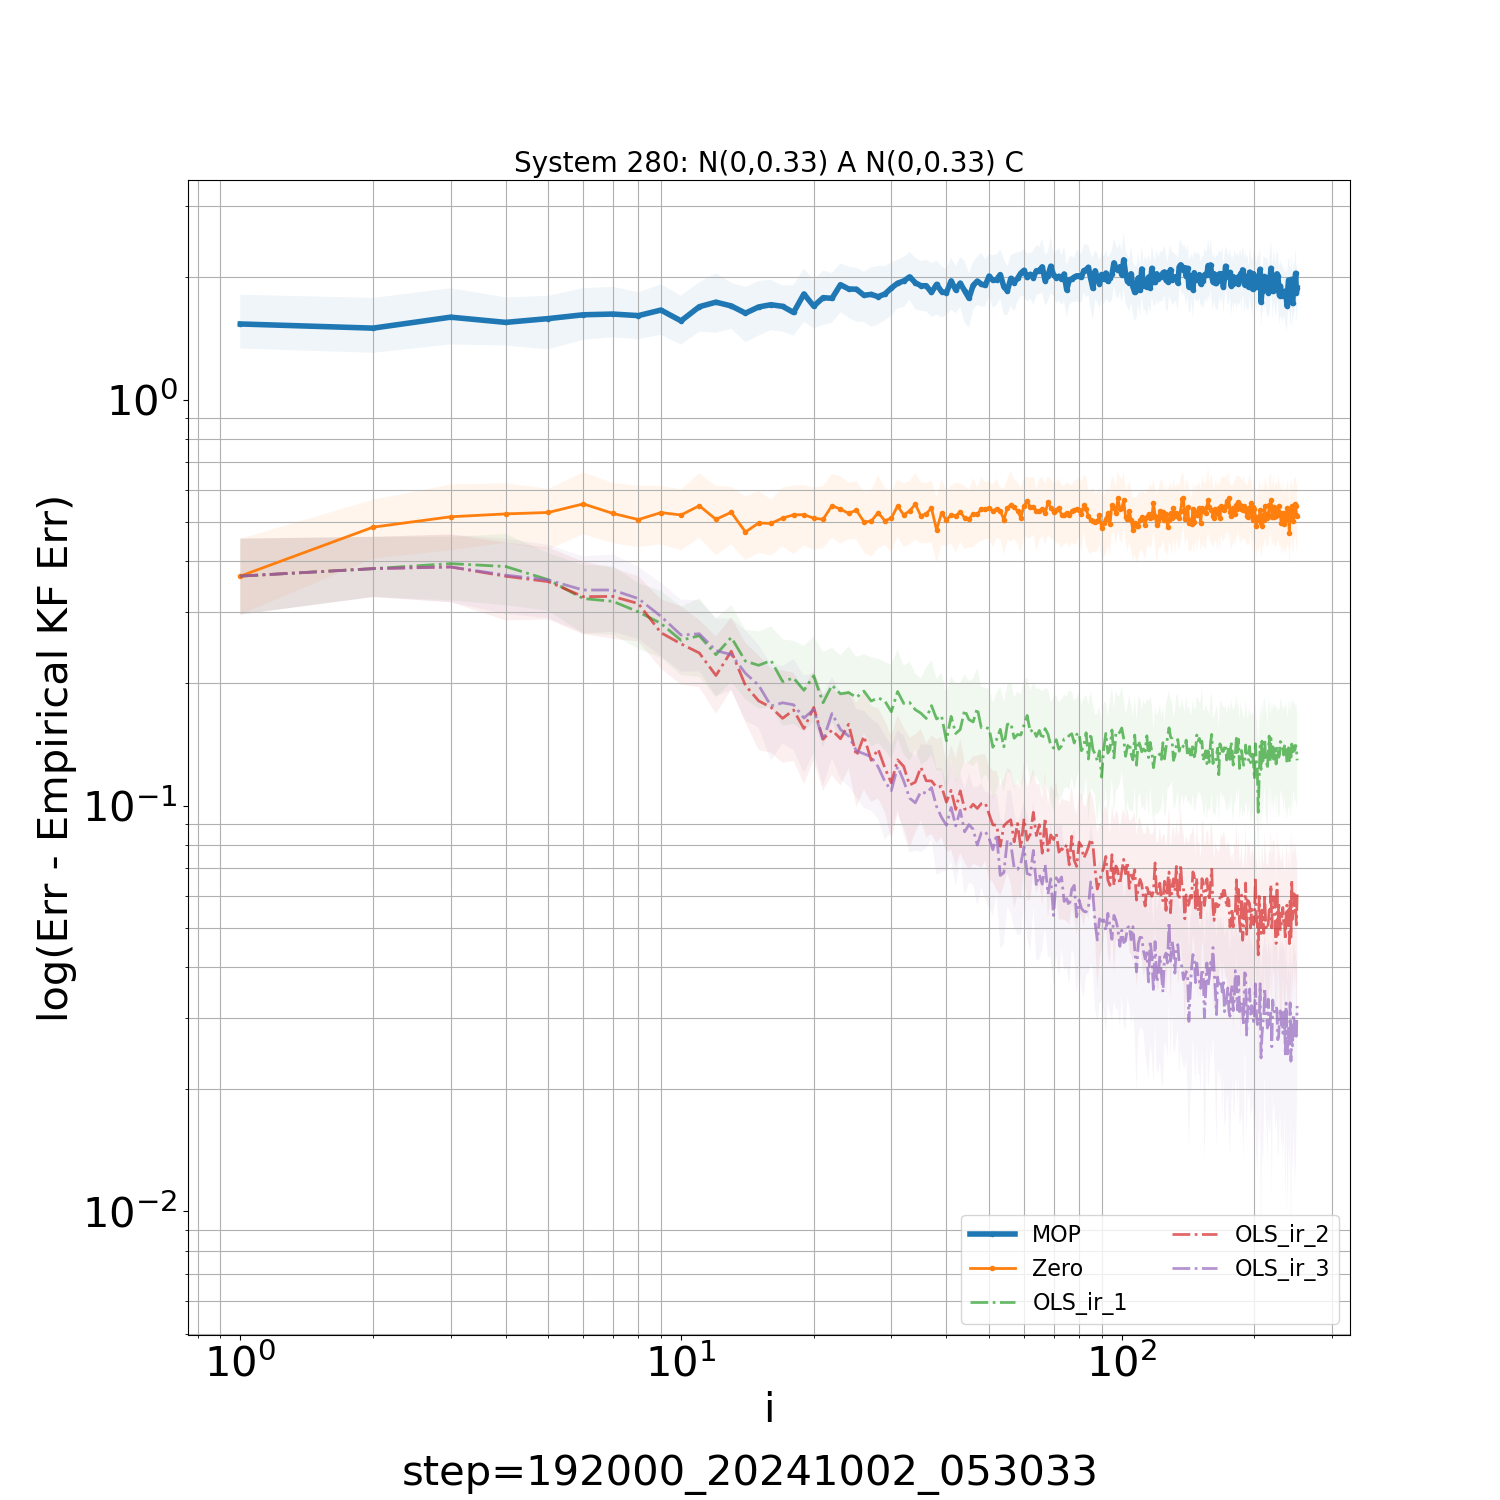 System 280: N(0,0.33) A N(0,0.33) C
log(Err - Empirical KF Err)
10⁰
10⁻¹
10⁻²
MOP
Zero
OLS_ir_1
OLS_ir_2
OLS_ir_3
10⁰ 10¹ 10²
i
step=192000_20241002_053033